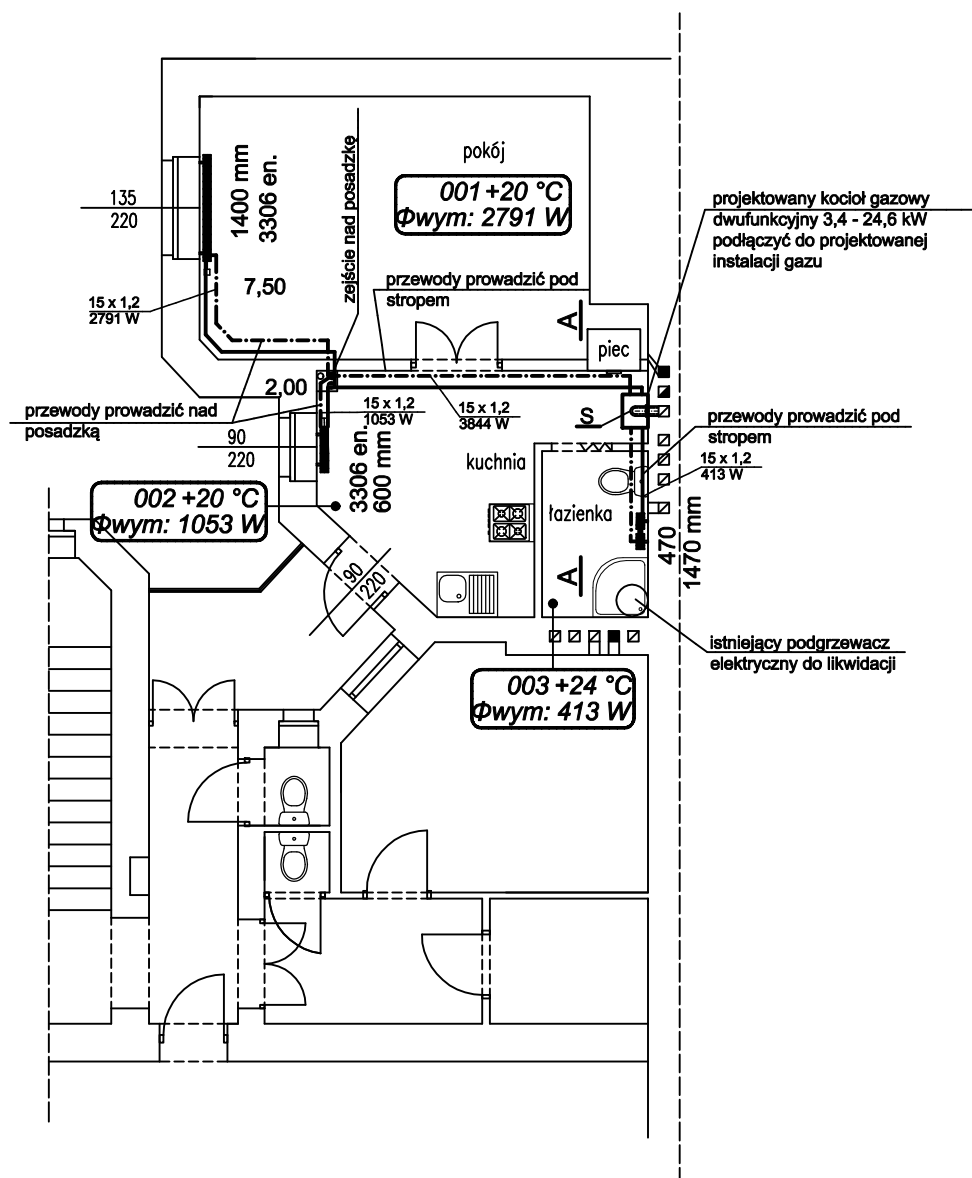 pokój
001 +20 °C
Φwym: 2791 W
1400 mm
3306 en.
7,50
zejście nad posadzkę
135
220
15 x 1,2
2791 W
przewody prowadzić pod
stropem
A
piec
projektowany kocioł gazowy
dwufunkcyjny 3,4 - 24,6 kW
podłączyć do projektowanej
instalacji gazu
2,00
przewody prowadzić nad
posadzką
15 x 1,2
1053 W
15 x 1,2
3844 W
S
przewody prowadzić pod
stropem
90
220
kuchnia
15 x 1,2
413 W
002 +20 °C
Φwym: 1053 W
3306 en.
600 mm
łazienka
470
1470 mm
A
90
220
istniejący podgrzewacz
elektryczny do likwidacji
003 +24 °C
Φwym: 413 W